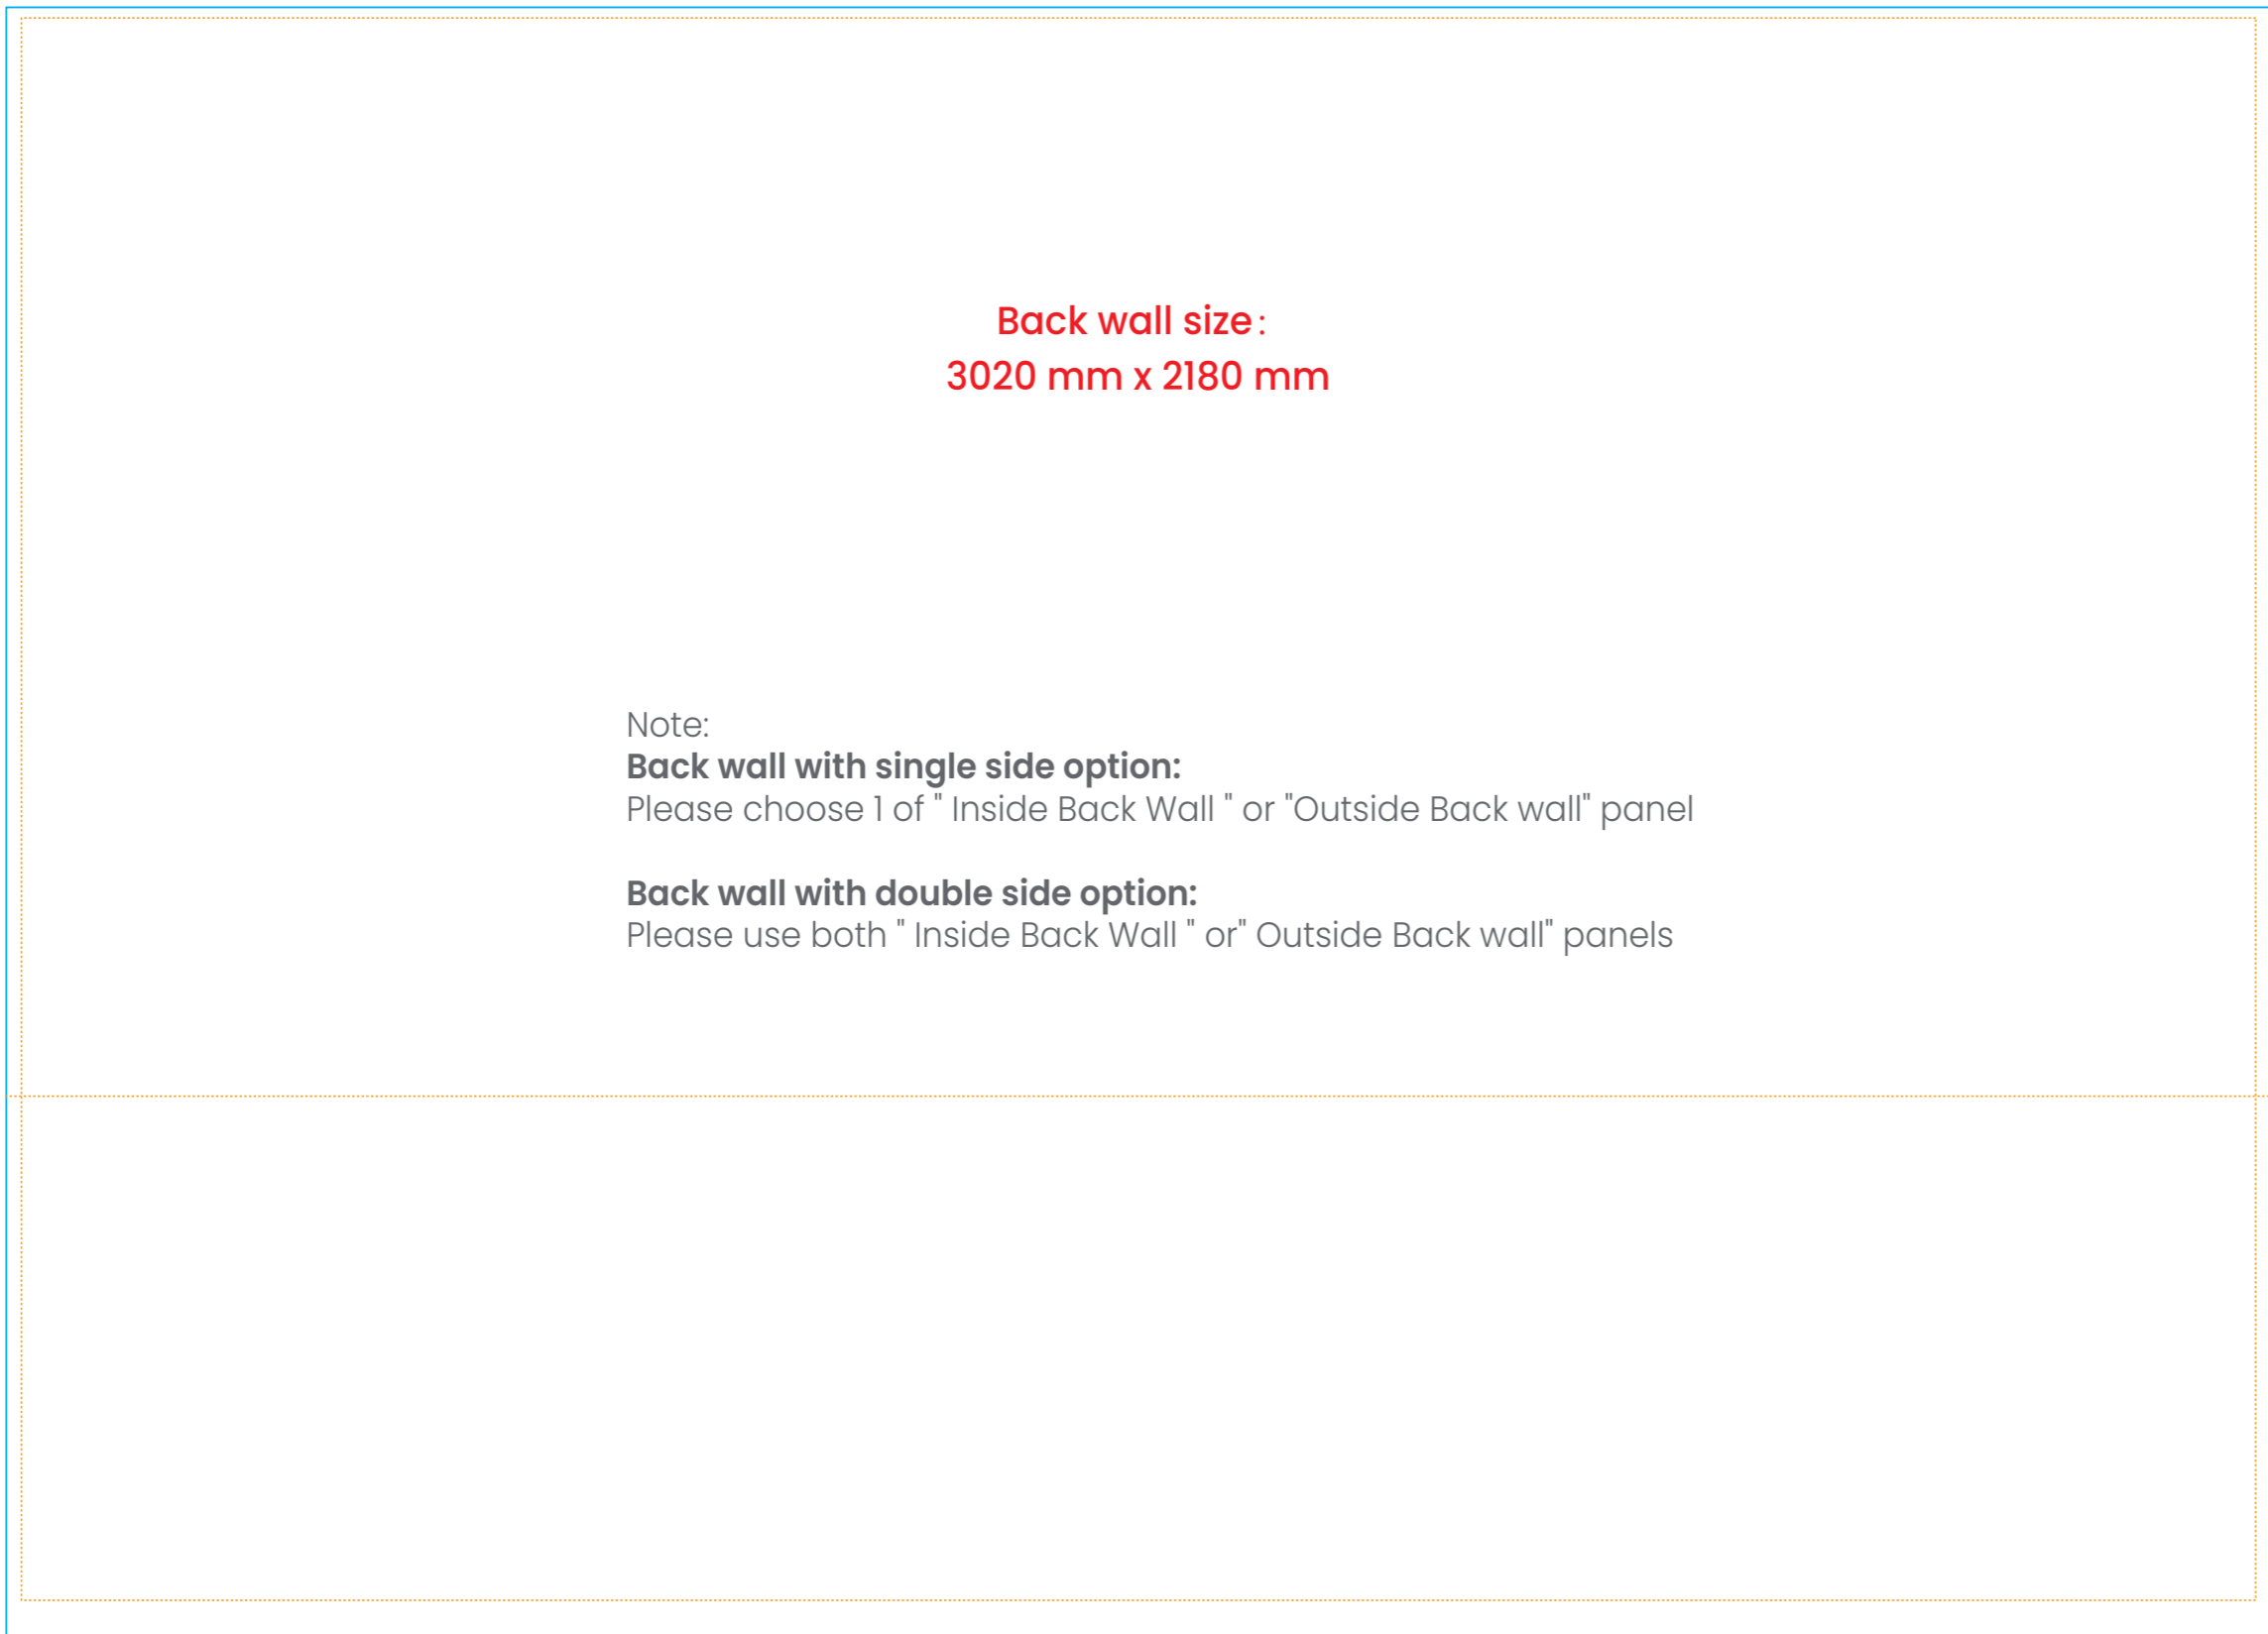 Back wall size :
3020 mm x 2180 mm
Note:
Back wall with single side option:
Please choose 1 of " Inside Back Wall " or "Outside Back wall" panel
Back wall with double side option:
Please use both " Inside Back Wall " or" Outside Back wall" panels